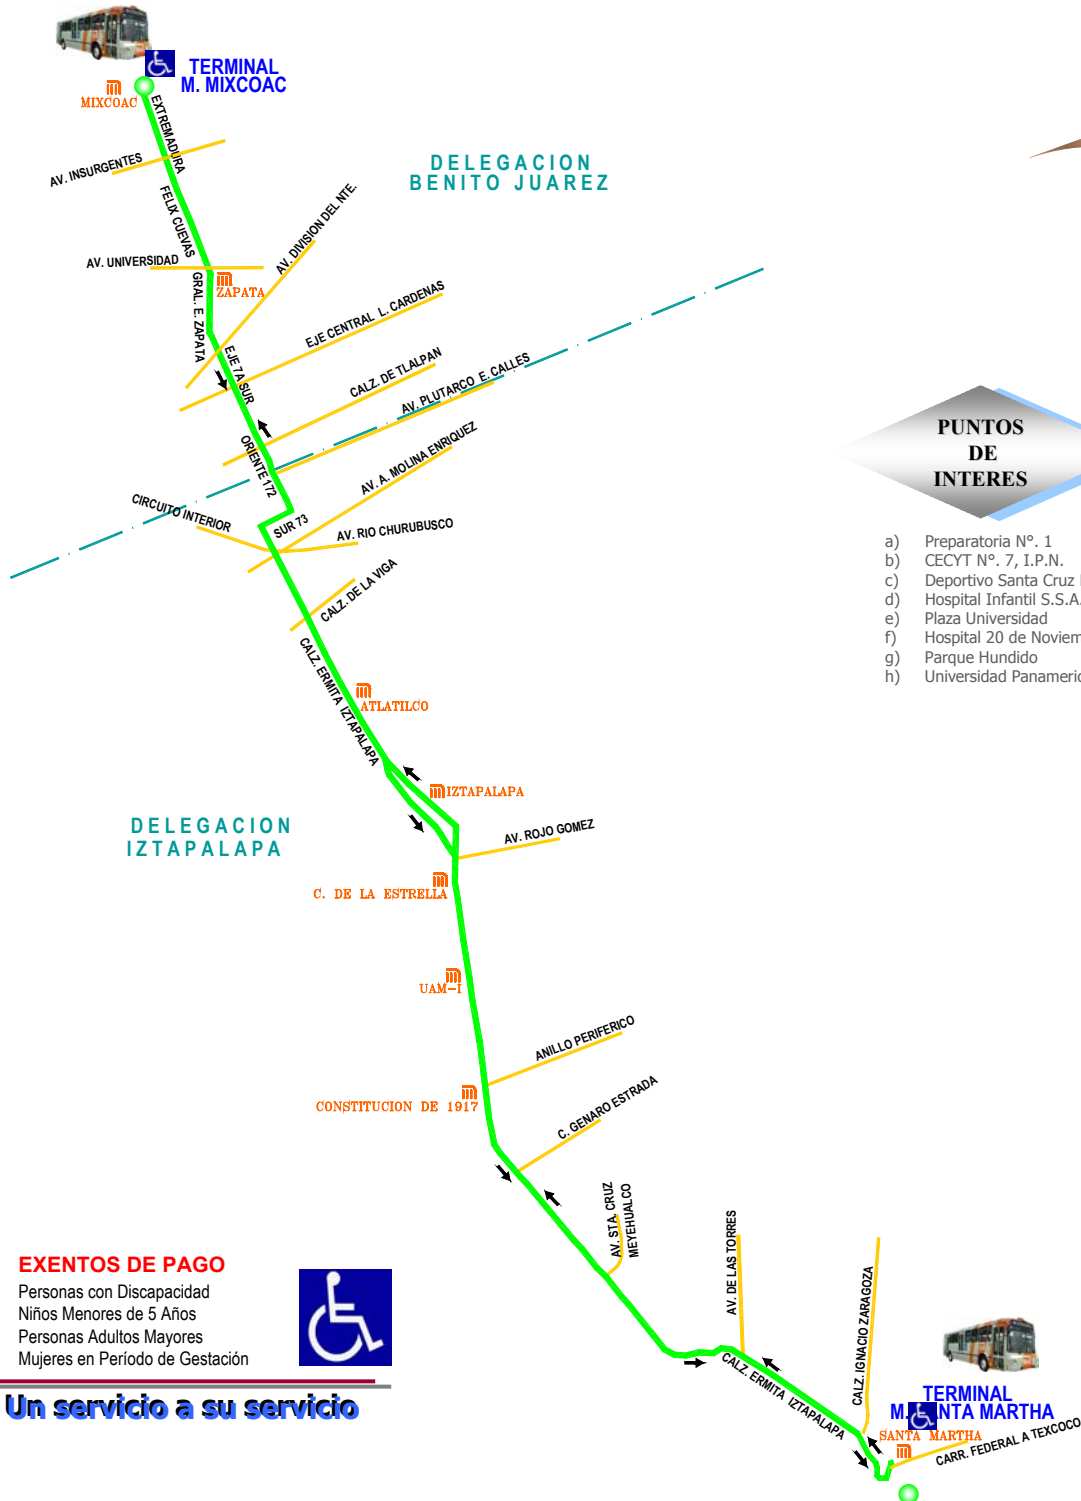 TERMINAL
M. MIXCOAC
MIXCOAC
EXTREMADURA
AV. INSURGENTES
DELEGACION
BENITO JUAREZ
FELIX CUEVAS
AV. DIVISION DEL NTE.
AV. UNIVERSIDAD
ZAPATA
GRAL. E. ZAPATA
EJE CENTRAL L. CARDENAS
EJE 7A SUR
CALZ. DE TLALPAN
AV. PLUTARCO E. CALLES
ORIENTE 172
AV. A. MOLINA ENRIQUEZ
CIRCUITO INTERIOR
SUR 73
AV. RIO CHURUBUSCO
CALZ. DE LA VIGA
CALZ. ERMITA IZTAPALAPA
ATLATILCO
PUNTOS
DE
INTERES
a) Preparatoria N°. 1
b) CECYT N°. 7, I.P.N.
c) Deportivo Santa Cruz
d) Hospital Infantil S.S.A.
e) Plaza Universidad
f) Hospital 20 de Noviem
g) Parque Hundido
h) Universidad Panameri
IZTAPALAPA
DELEGACION
IZTAPALAPA
AV. ROJO GOMEZ
C. DE LA ESTRELLA
UAM-I
ANILLO PERIFERICO
CONSTITUCION DE 1917
C. GENARO ESTRADA
AV. STA. CRUZ
MEYEHUALCO
AV. DE LAS TORRES
CALZ. IGNACIO ZARAGOZA
CALZ. ERMITA IZTAPALAPA
TERMINAL
M. NTA MARTHA
SANTA MARTHA
CARR. FEDERAL A TEXCOCO
EXENTOS DE PAGO
Personas con Discapacidad
Niños Menores de 5 Años
Personas Adultos Mayores
Mujeres en Período de Gestación
Un servicio a su servicio